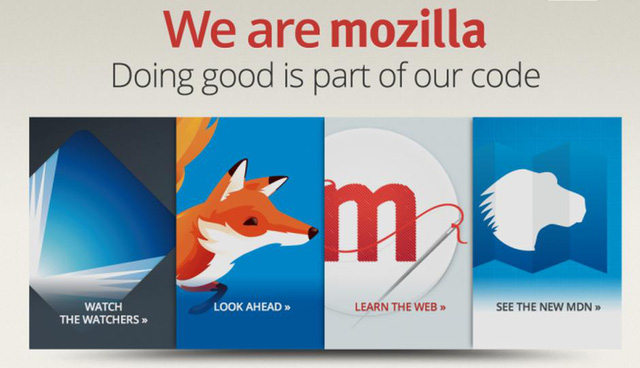 We are mozilla
Doing good is part of our code
WATCH
THE WATCHERS »
LOOK AHEAD »
LEARN THE WEB »
SEE THE NEW MDN »
m